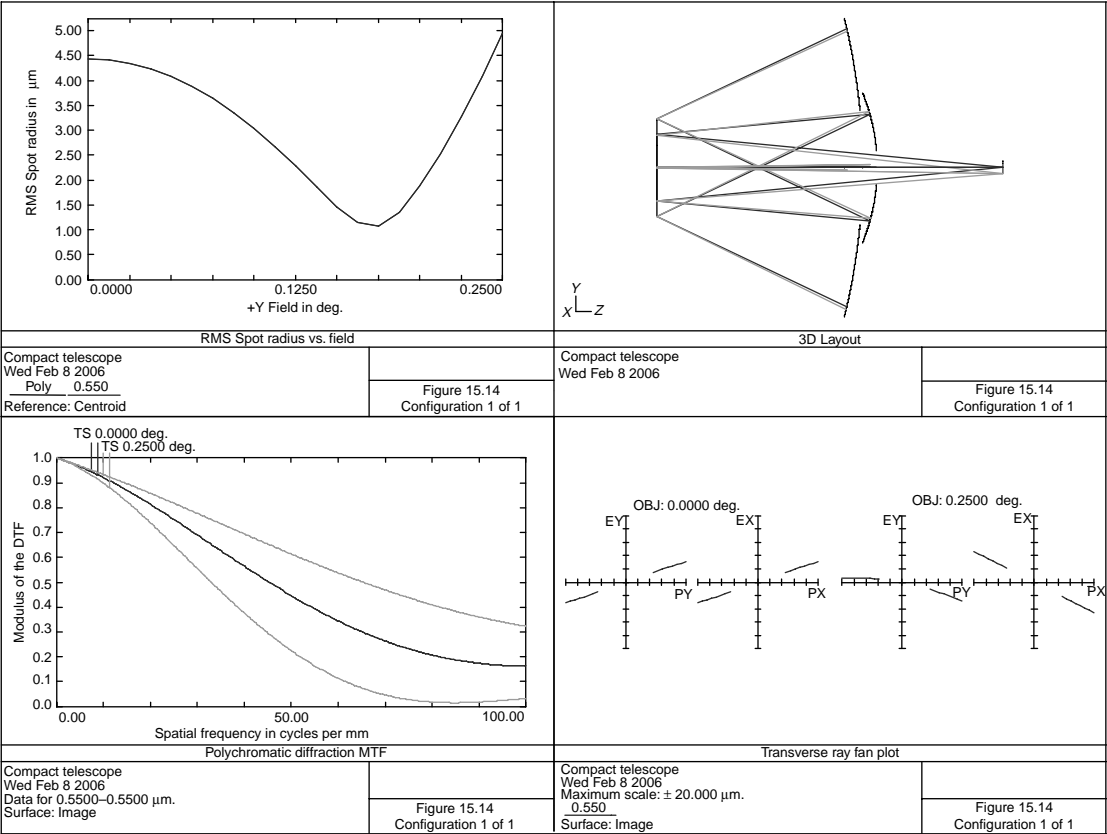 5.00
4.50
4.00
3.50
3.00
2.50
2.00
1.50
1.00
0.50
0.00
RMS Spot radius in μm
0.0000 0.1250 0.2500
+Y Field in deg.
RMS Spot radius vs. field
Compact telescope
Wed Feb 8 2006
Poly 0.550
Reference: Centroid
Figure 15.14
Configuration 1 of 1
Y
X Z
3D Layout
Compact telescope
Wed Feb 8 2006
Figure 15.14
Configuration 1 of 1
TS 0.0000 deg.
TS 0.2500 deg.
1.0
0.9
0.8
0.7
0.6
0.5
0.4
0.3
0.2
0.1
0.0
Modulus of the DTF
0.00 50.00 100.00
Spatial frequency in cycles per mm
Polychromatic diffraction MTF
Compact telescope
Wed Feb 8 2006
Data for 0.5500–0.5500 μm.
Surface: Image
Figure 15.14
Configuration 1 of 1
OBJ: 0.0000 deg.
EY EX
PY PX
OBJ: 0.2500 deg.
EY EX
PY PX
Transverse ray fan plot
Compact telescope
Wed Feb 8 2006
Maximum scale: ± 20.000 μm.
0.550
Surface: Image
Figure 15.14
Configuration 1 of 1